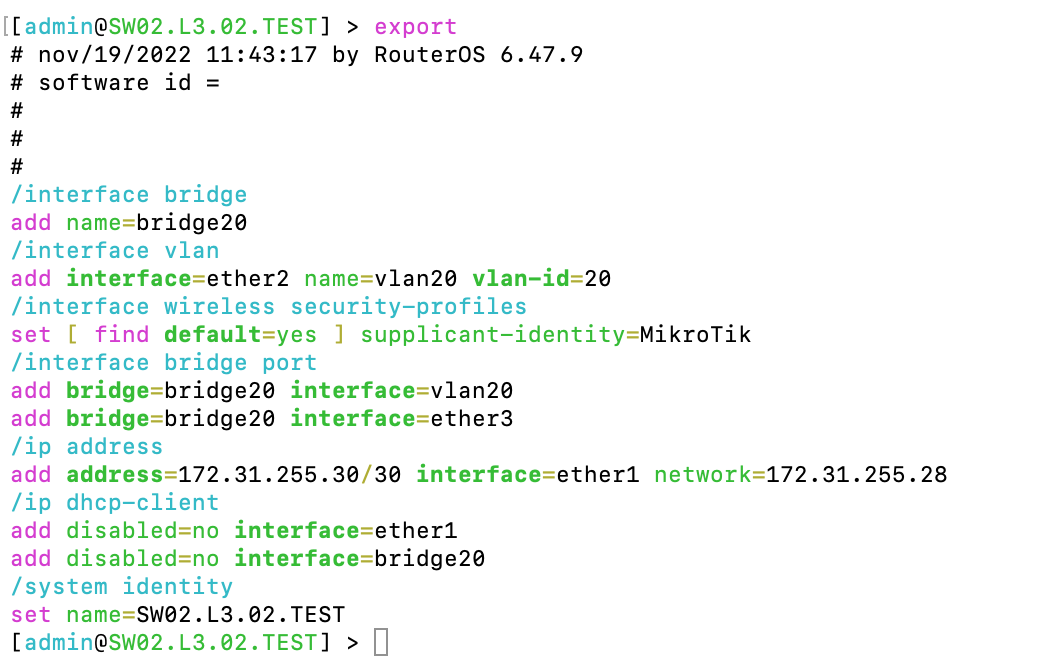 [[admin@SW02.L3.02.TEST] > export
# nov/19/2022 11:43:17 by RouterOS 6.47.9
# software id =
#
#
#
/interface bridge
add name=bridge20
/interface vlan
add interface=ether2 name=vlan20 vlan-id=20
/interface wireless security-profiles
set [ find default=yes ] supplicant-identity=MikroTik
/interface bridge port
add bridge=bridge20 interface=vlan20
add bridge=bridge20 interface=ether3
/ip address
add address=172.31.255.30/30 interface=ether1 network=172.31.255.28
/ip dhcp-client
add disabled=no interface=ether1
add disabled=no interface=bridge20
/system identity
set name=SW02.L3.02.TEST
[admin@SW02.L3.02.TEST] >